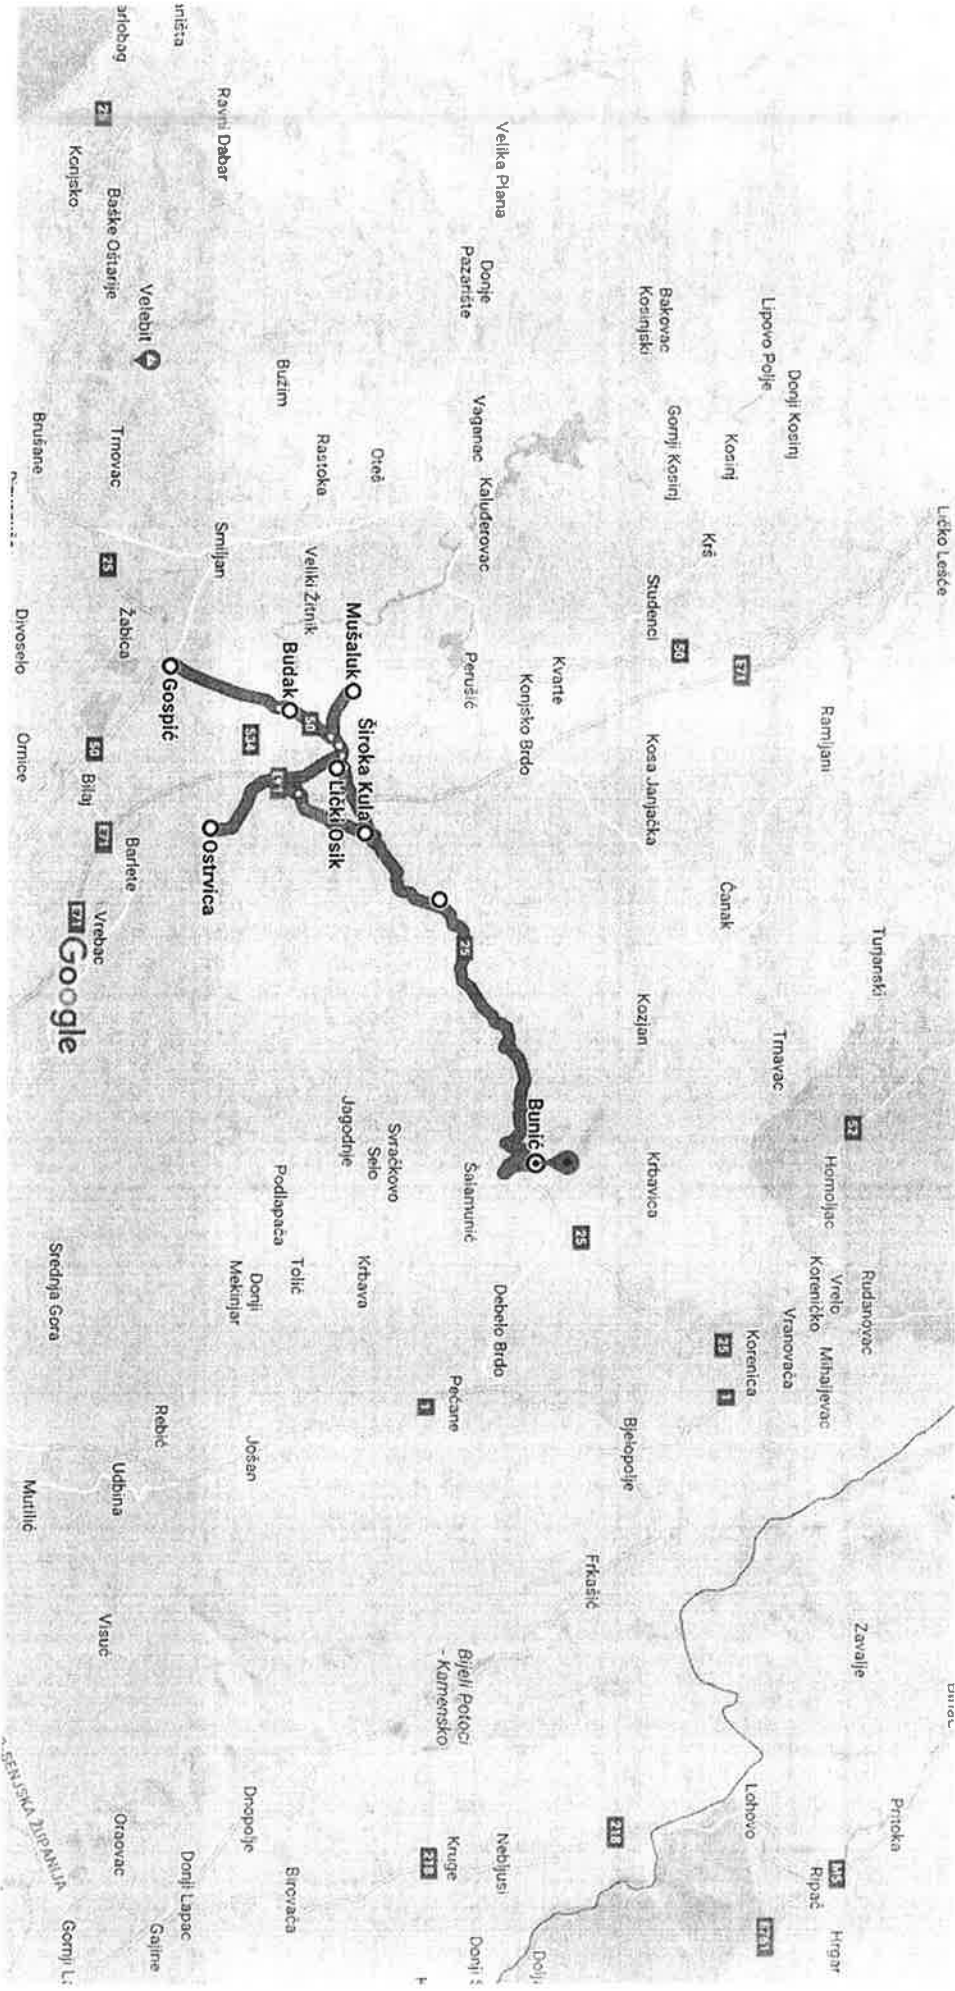 Ličko Lešće
Pritoka
Turjanski
Rudanovac
Zavalje
52
Ramljani
Vrelo
Koreničko
Homoljac
Mihaljevac
M5
Ripač
Hrgar
Donji Kosinj
Lipovo Polje
Trnavac
Vranovača
E761
Kosinj
E71
Čanak
Korenica
25
1
Lohovo
Krš
Bakovac
Kosinjski
Gornji Kosinj
50
Studenci
Kosa Janjačka
Kozjan
Krbavica
Bjelopolje
218
25
Frkašić
Kvarte
Konjsko Brdo
Bunić
Velika Plana
Debelo Brdo
Nebljusi
Donje
Pazarište
Vaganac
Kaluđerovac
Perušić
25
Šalamunić
Pećane
1
Bijeli Potoci
- Kamensko
Kruge
218
Oteš
Mušaluk
Široka Kula
Svračkovo
Selo
Jagodnje
Krbava
Rastoka
Veliki Žitnik
50
Lički Osik
Bužim
Budak
E71
Podlapača
Tolić
Bircovača
534
Donji
Mekinjar
Jošan
Dnopolje
Ravni Dabar
Smiljan
Ostrvica
Donji Lapac
Gospić
Rebić
Gajine
Velebit
Baške Oštarije
Trnovac
25
Žabica
Barlete
Udbina
Oraovac
25
50
Bilaj
E71
Vrebac
Visuć
Konjsko
E71
Google
Srednja Gora
Brušane
Divoselo
Ornice
Mutilić